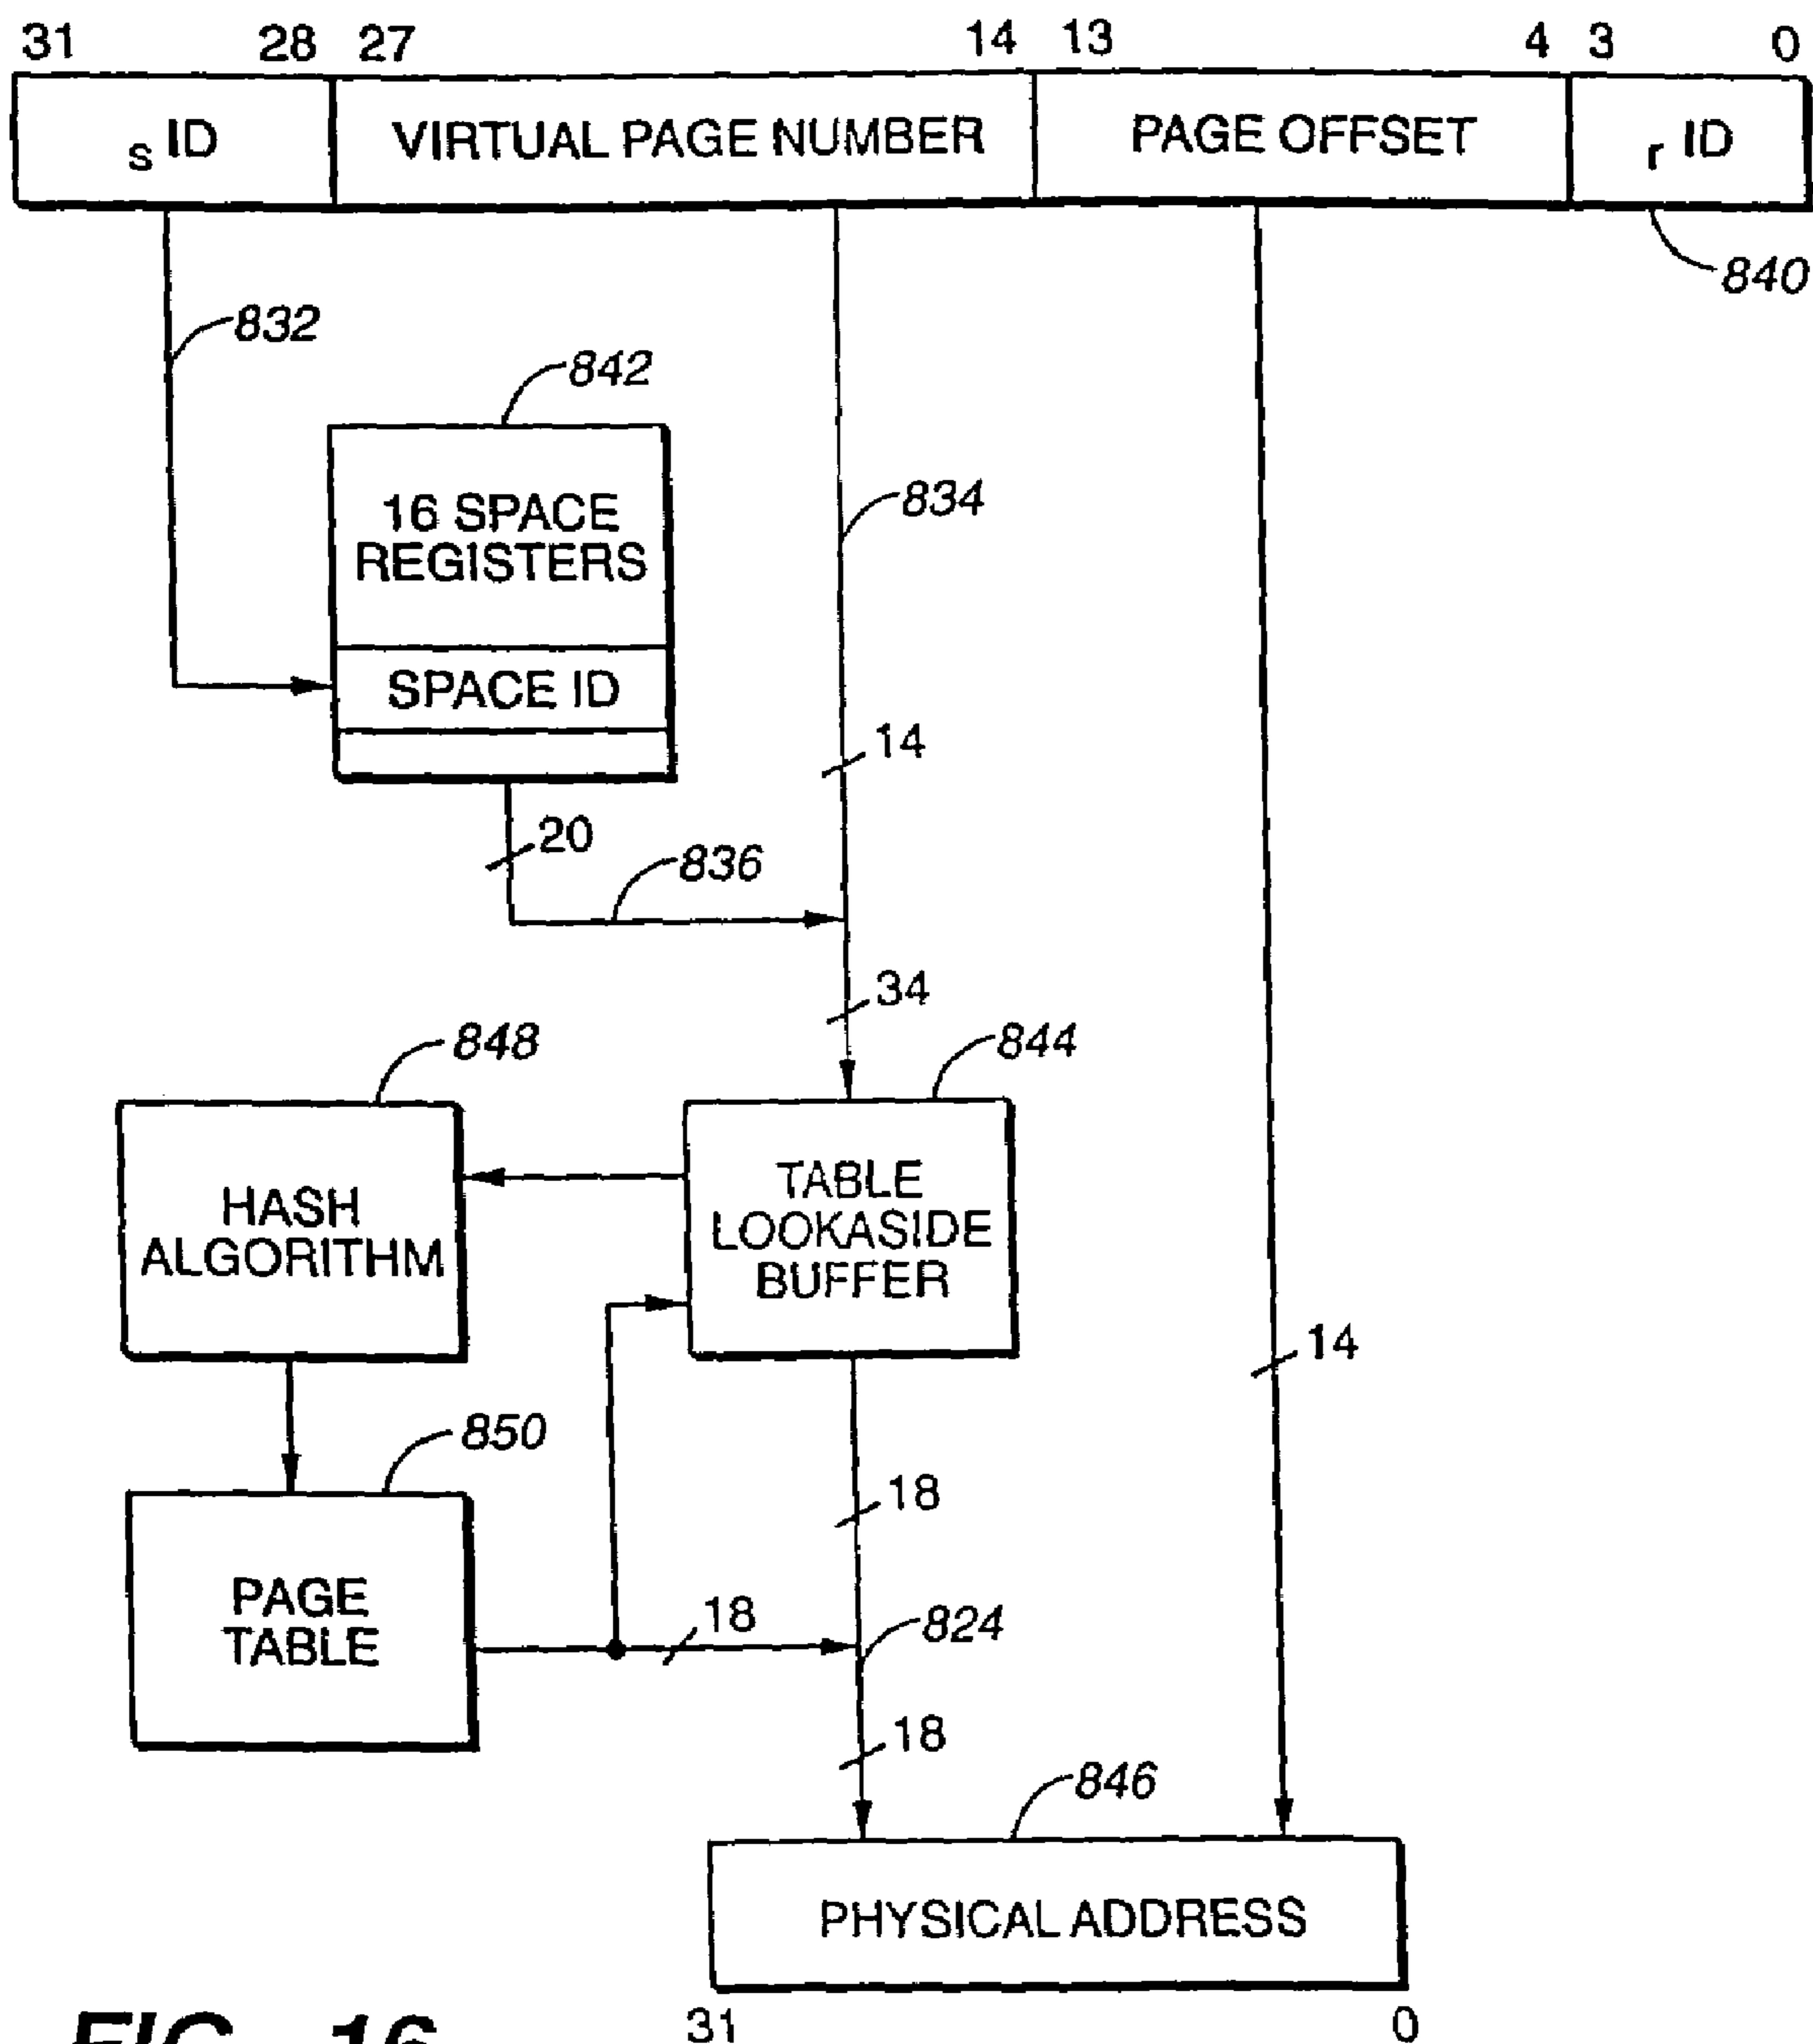 31 28 27 14 13 4 3 0
s ID VIRTUAL PAGE NUMBER PAGE OFFSET r ID
840
832
842
16 SPACE
REGISTERS
834
SPACE ID
14
20
836
34
848
844
HASH
ALGORITHM
TABLE
LOOKASIDE
BUFFER
14
850
18
PAGE
TABLE
18
824
18
846
PHYSICAL ADDRESS
31 0
FIG. 16